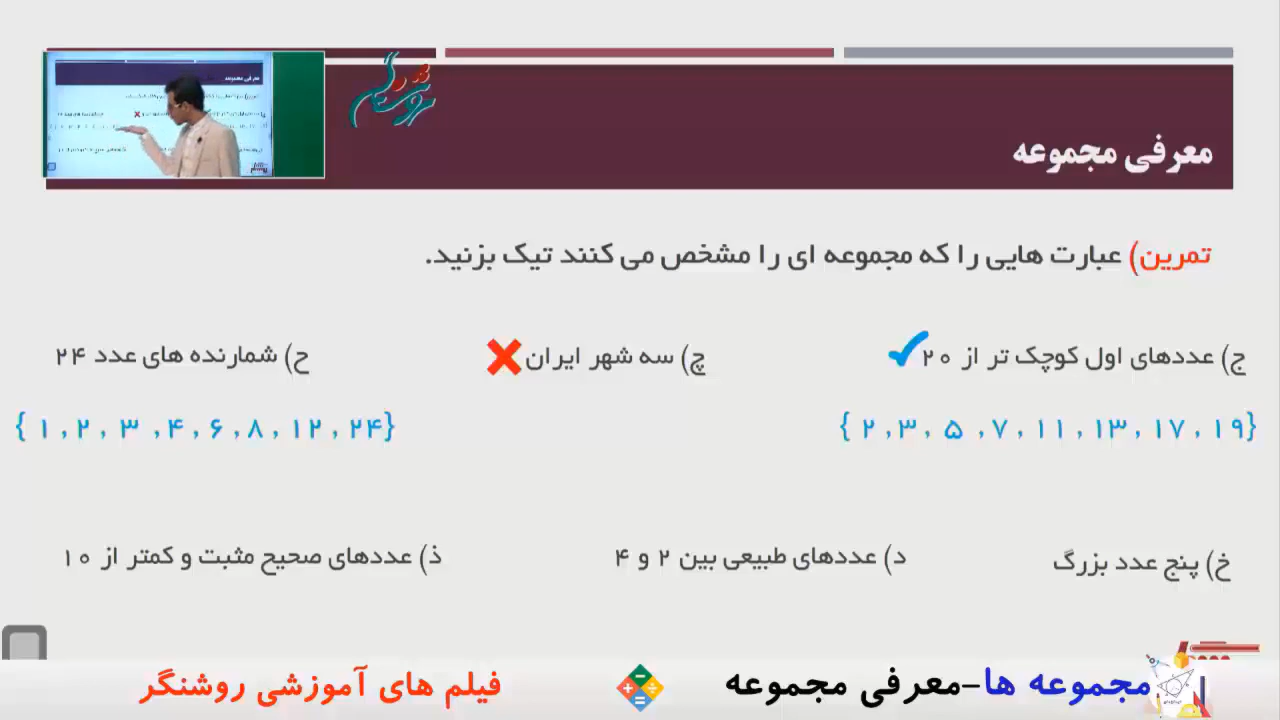 معرفی مجموعه
تمرین) عبارت هایی را که مجموعه ای را مشخص می کنند تیک بزنید.
ج) عددهای اول کوچک تر از ۲۰
چ) سه شهر ایران
ح) شمارنده های عدد ۲۴
{ ۲ , ۳ , ۵ , ۷ , ۱۱ , ۱۳ , ۱۷ , ۱۹}
{ ۱ , ۲ , ۳ , ۴ , ۶ , ۸ , ۱۲ , ۲۴}
خ) پنج عدد بزرگ
د) عددهای طبیعی بین ۲ و ۴
ذ) عددهای صحیح مثبت و کمتر از ۱۰
مجموعه ها-معرفی مجموعه
فیلم های آموزشی روشنگر